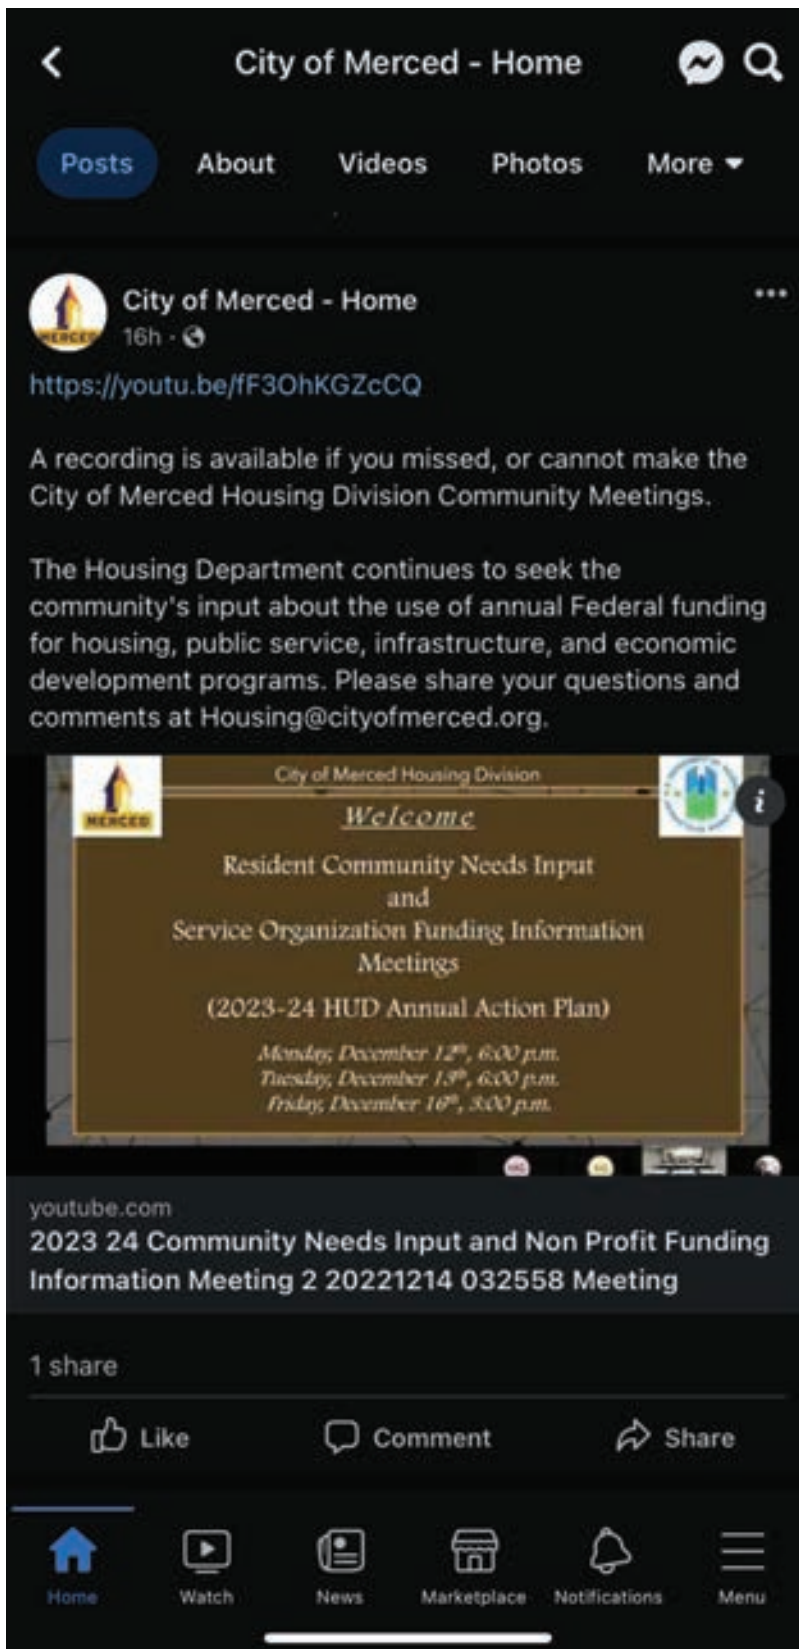 City of Merced - Home
Posts About Videos Photos More
City of Merced - Home
16h
https://youtu.be/fF3OhKGZcCQ
A recording is available if you missed, or cannot make the
City of Merced Housing Division Community Meetings.
The Housing Department continues to seek the
community's input about the use of annual Federal funding
for housing, public service, infrastructure, and economic
development programs. Please share your questions and
comments at Housing@cityofmerced.org.
MERCED
City of Merced Housing Division
Welcome
Resident Community Needs Input
and
Service Organization Funding Information
Meetings
(2023-24 HUD Annual Action Plan)
Monday, December 12th, 6:00 p.m.
Tuesday, December 13th, 6:00 p.m.
Friday, December 16th, 3:00 p.m.
youtube.com
2023 24 Community Needs Input and Non Profit Funding
Information Meeting 2 20221214 032558 Meeting
1 share
Like Comment Share
Home Watch News Marketplace Notifications Menu